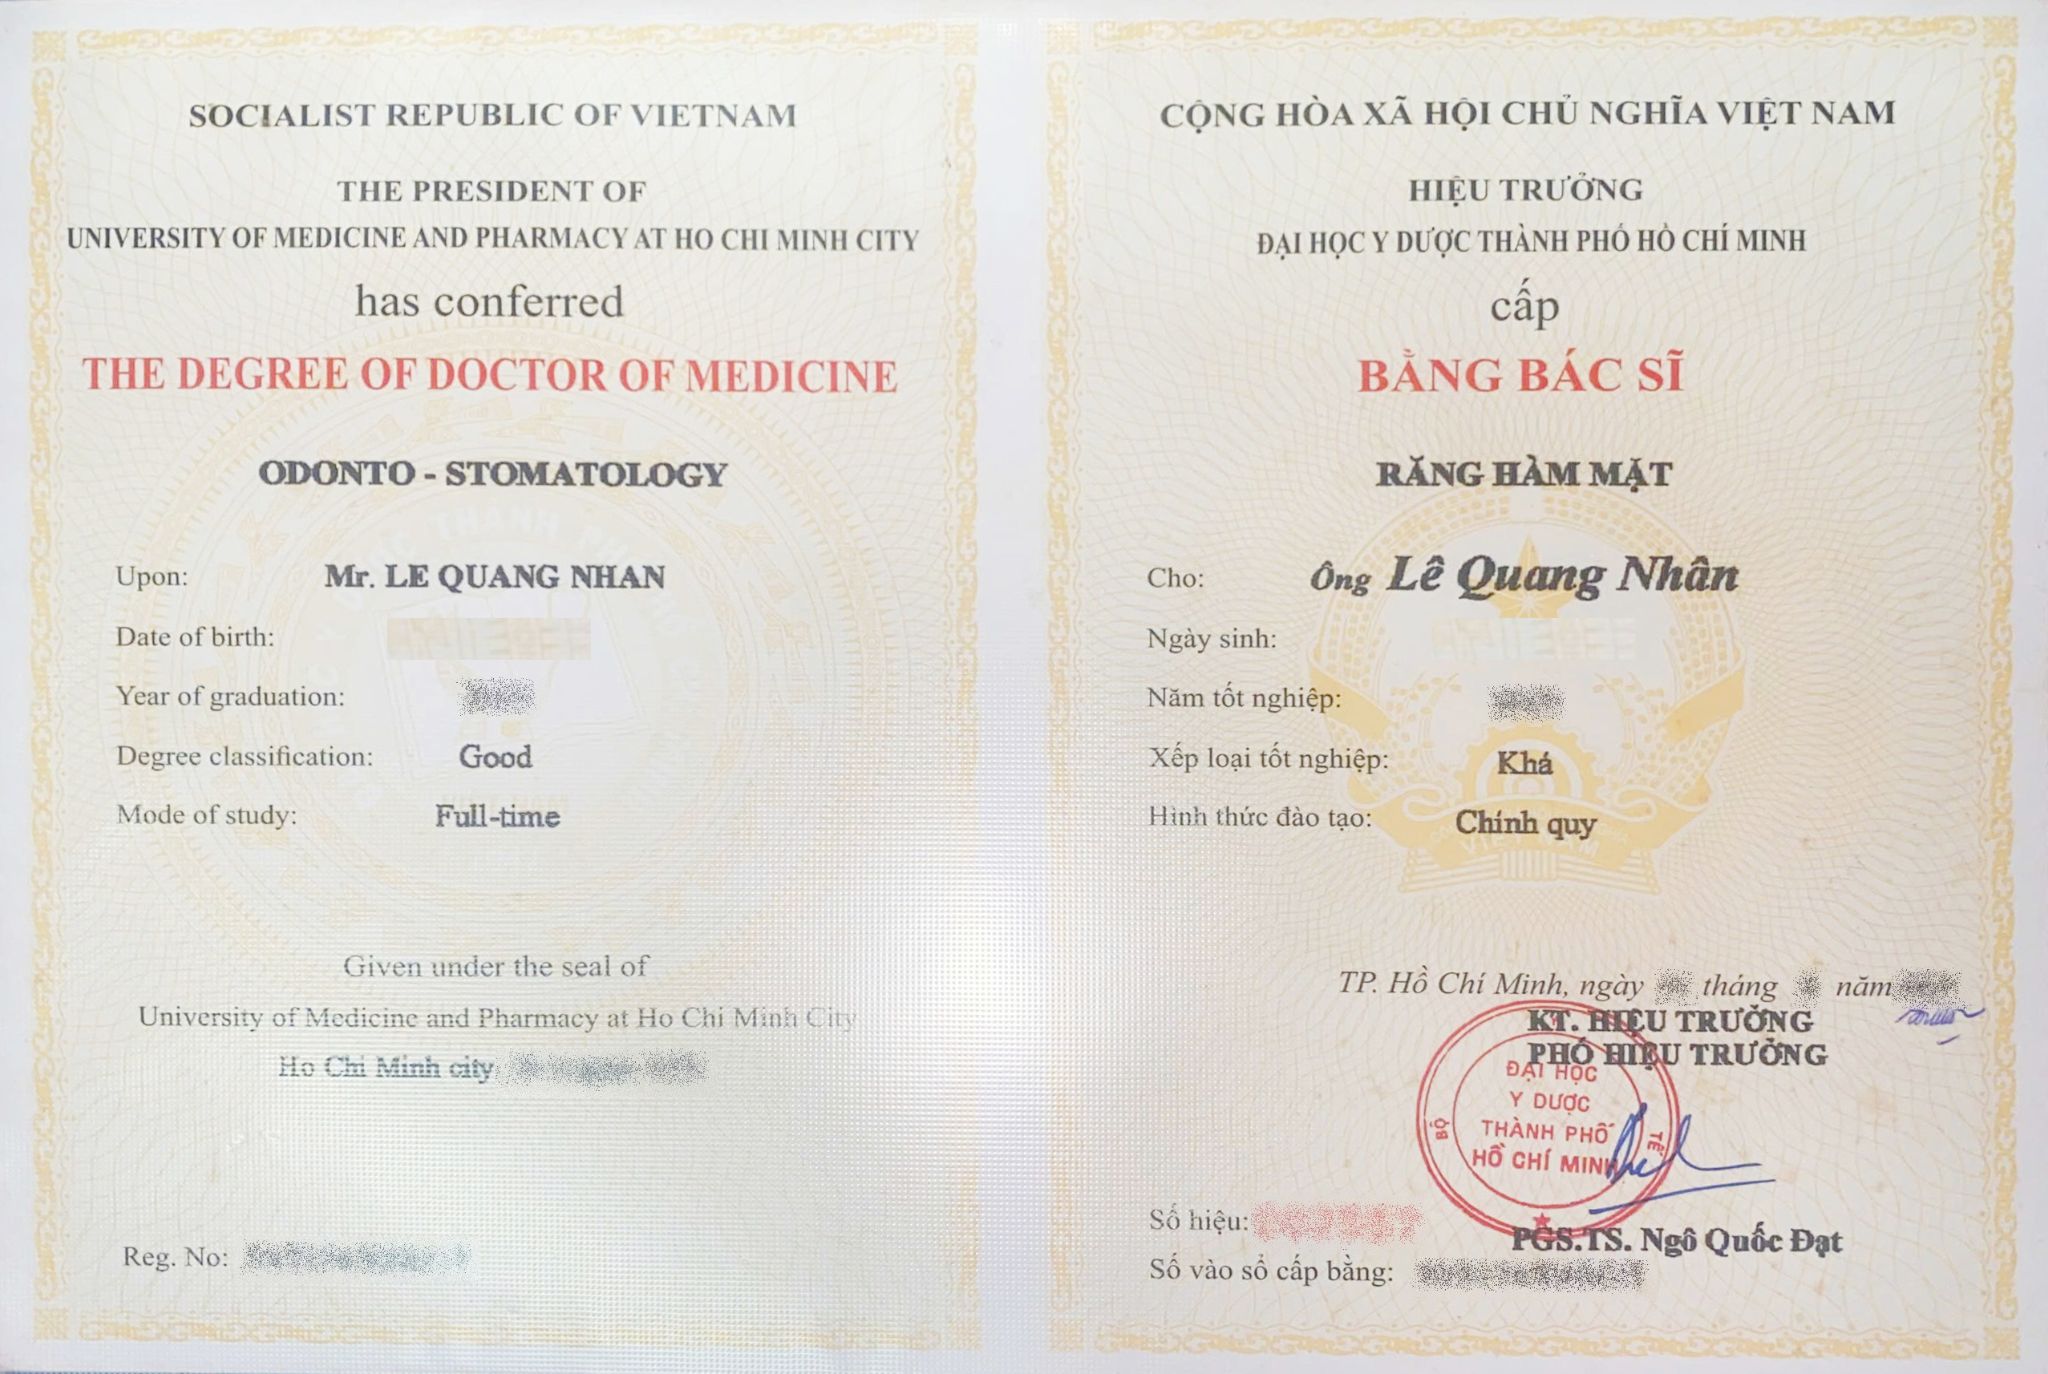 SOCIALIST REPUBLIC OF VIETNAM
THE PRESIDENT OF
UNIVERSITY OF MEDICINE AND PHARMACY AT HO CHI MINH CITY
has conferred
THE DEGREE OF DOCTOR OF MEDICINE
ODONTO - STOMATOLOGY
Upon: Mr. LE QUANG NHAN
Date of birth:
Year of graduation:
Degree classification: Good
Mode of study: Full-time
Given under the seal of
University of Medicine and Pharmacy at Ho Chi Minh City
Ho Chi Minh city
Reg. No:
CỘNG HÒA XÃ HỘI CHỦ NGHĨA VIỆT NAM
HIỆU TRƯỞNG
ĐẠI HỌC Y DƯỢC THÀNH PHỐ HỒ CHÍ MINH
cấp
BẰNG BÁC SĨ
RĂNG HÀM MẶT
Cho: Ông Lê Quang Nhân
Ngày sinh:
Năm tốt nghiệp:
Xếp loại tốt nghiệp: Khá
Hình thức đào tạo: Chính quy
TP. Hồ Chí Minh, ngày tháng năm
KT. HIỆU TRƯỞNG
PHÓ HIỆU TRƯỞNG
BỘ Y TẾ
ĐẠI HỌC
Y DƯỢC
THÀNH PHỐ
HỒ CHÍ MINH
Số hiệu:
PGS.TS. Ngô Quốc Đạt
Số vào sổ cấp bằng: